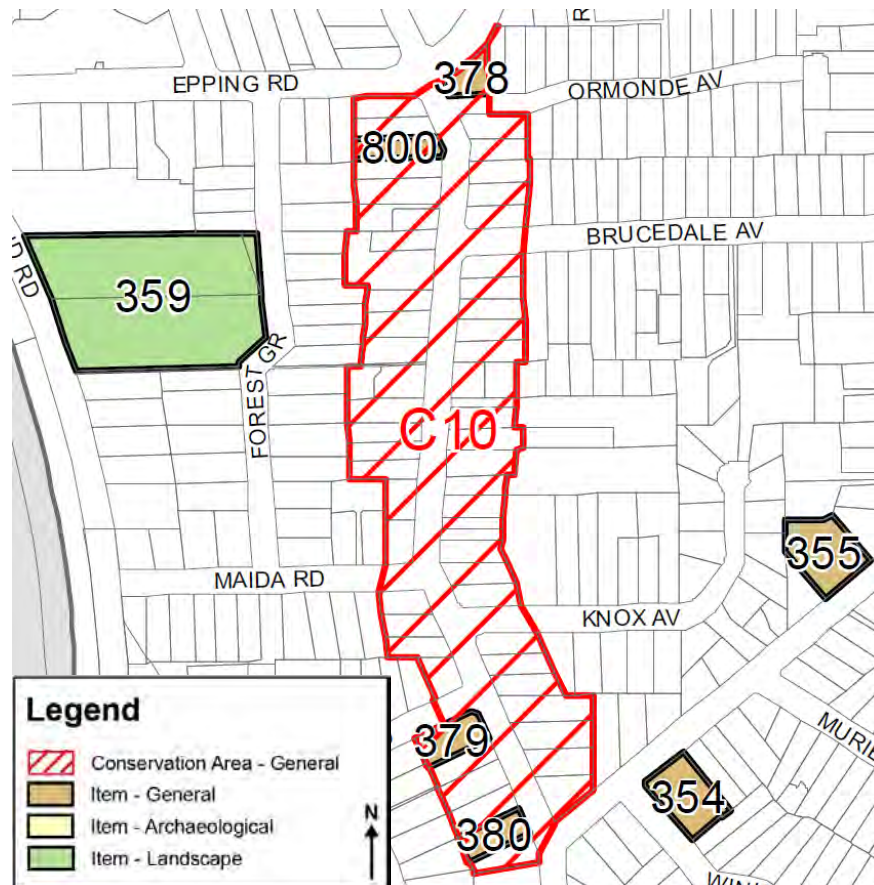 378
EPPING RD
ORMONDE AV
800
BRUCEDALE AV
359
FOREST GR
C10
355
MAIDA RD
KNOX AV
Legend
Conservation Area - General
Item - General
Item - Archaeological
Item - Landscape
N
379
380
354